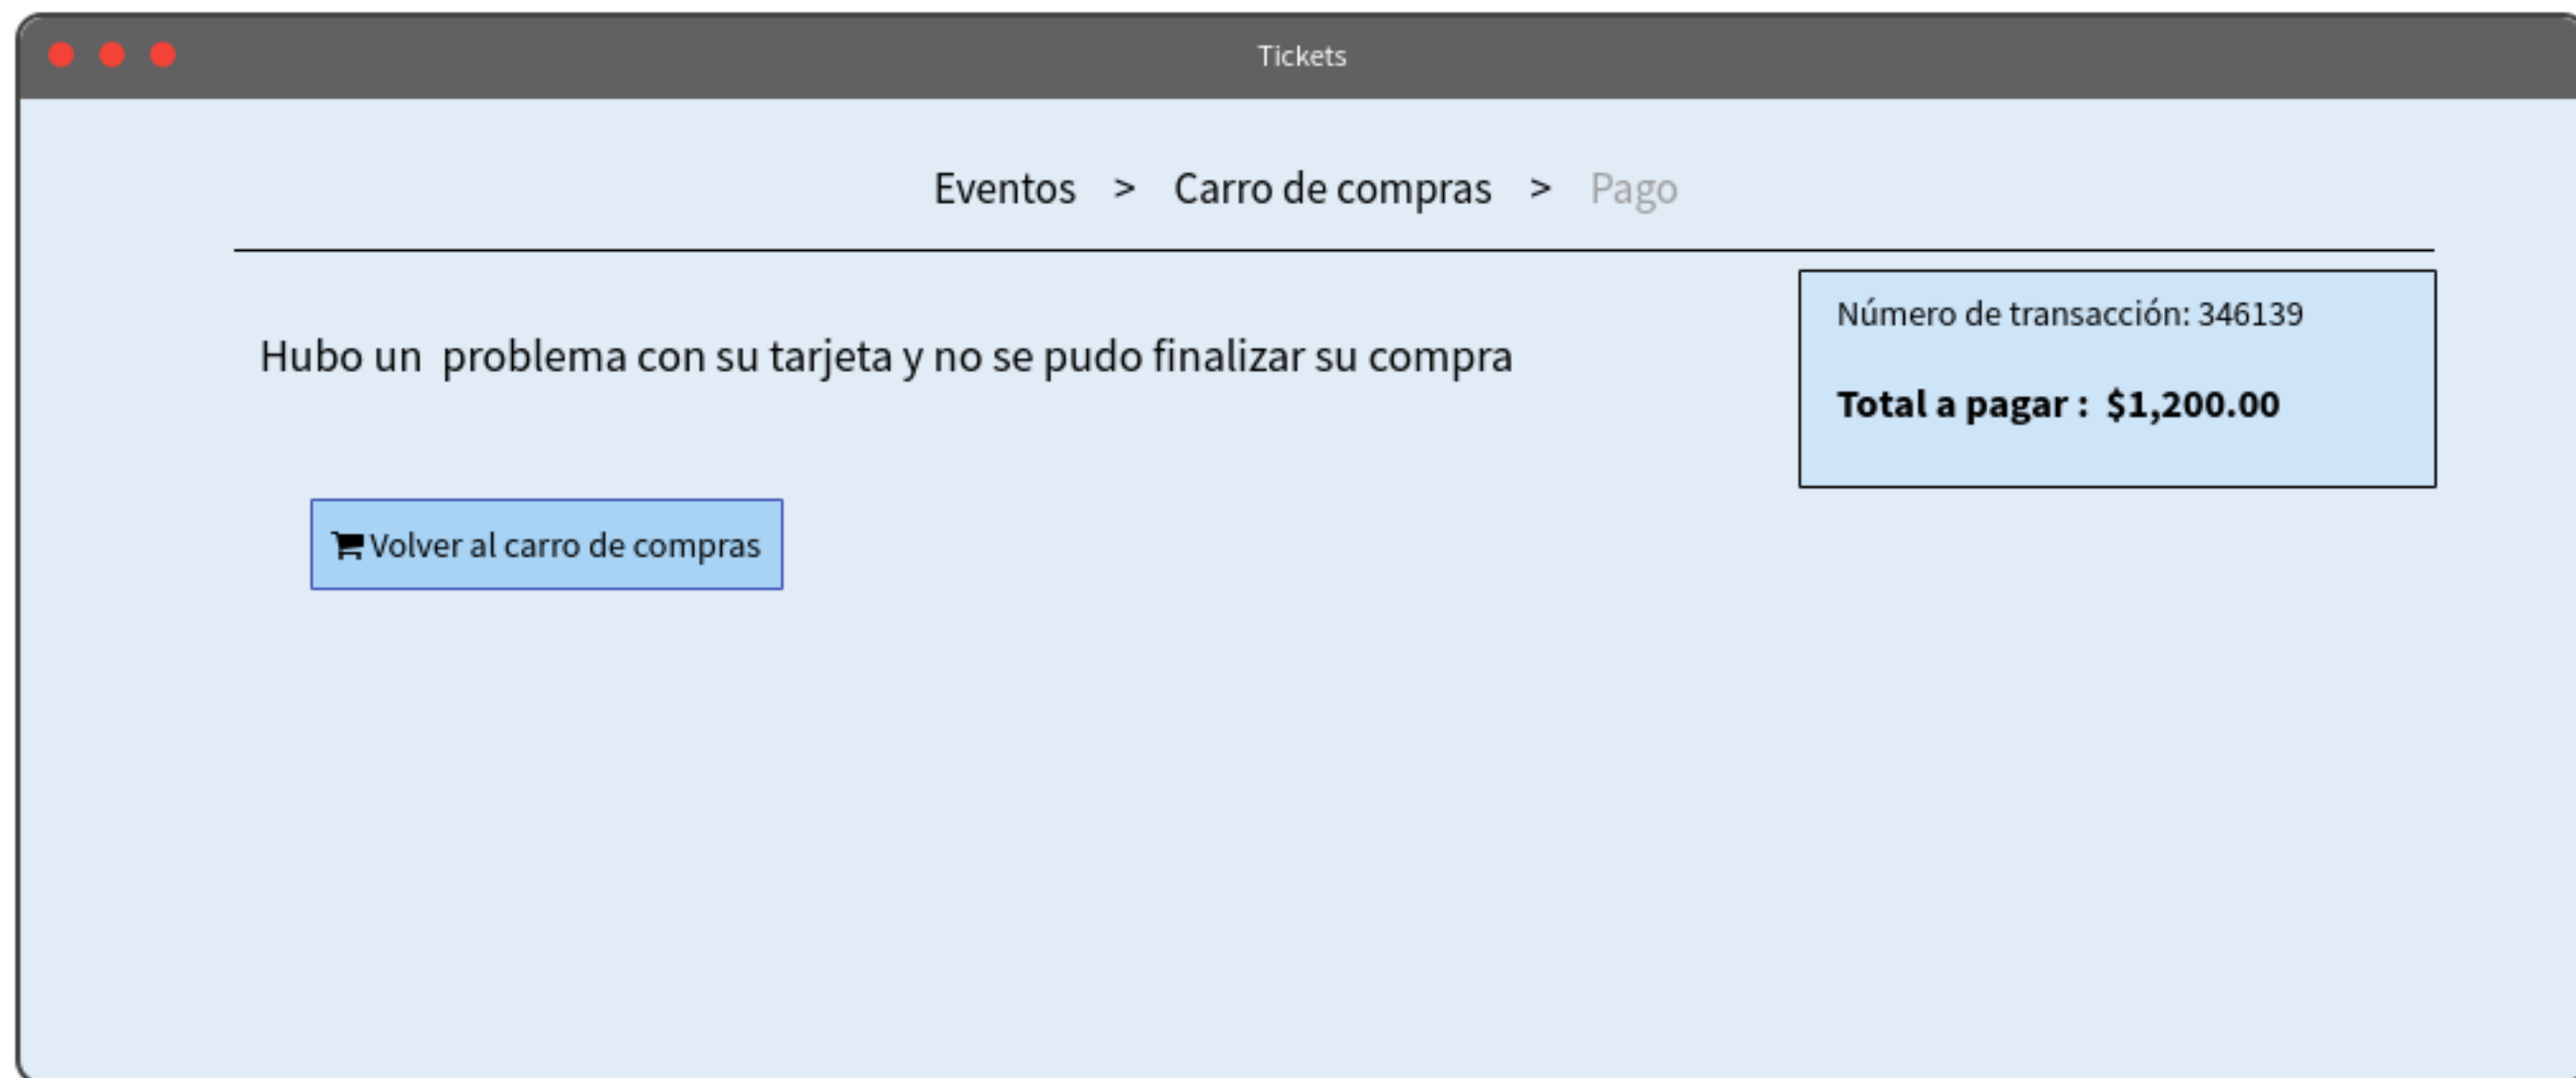 Tickets
Eventos > Carro de compras > Pago
Hubo un  problema con su tarjeta y no se pudo finalizar su compra
Número de transacción: 346139
Total a pagar :  $1,200.00
Volver al carro de compras